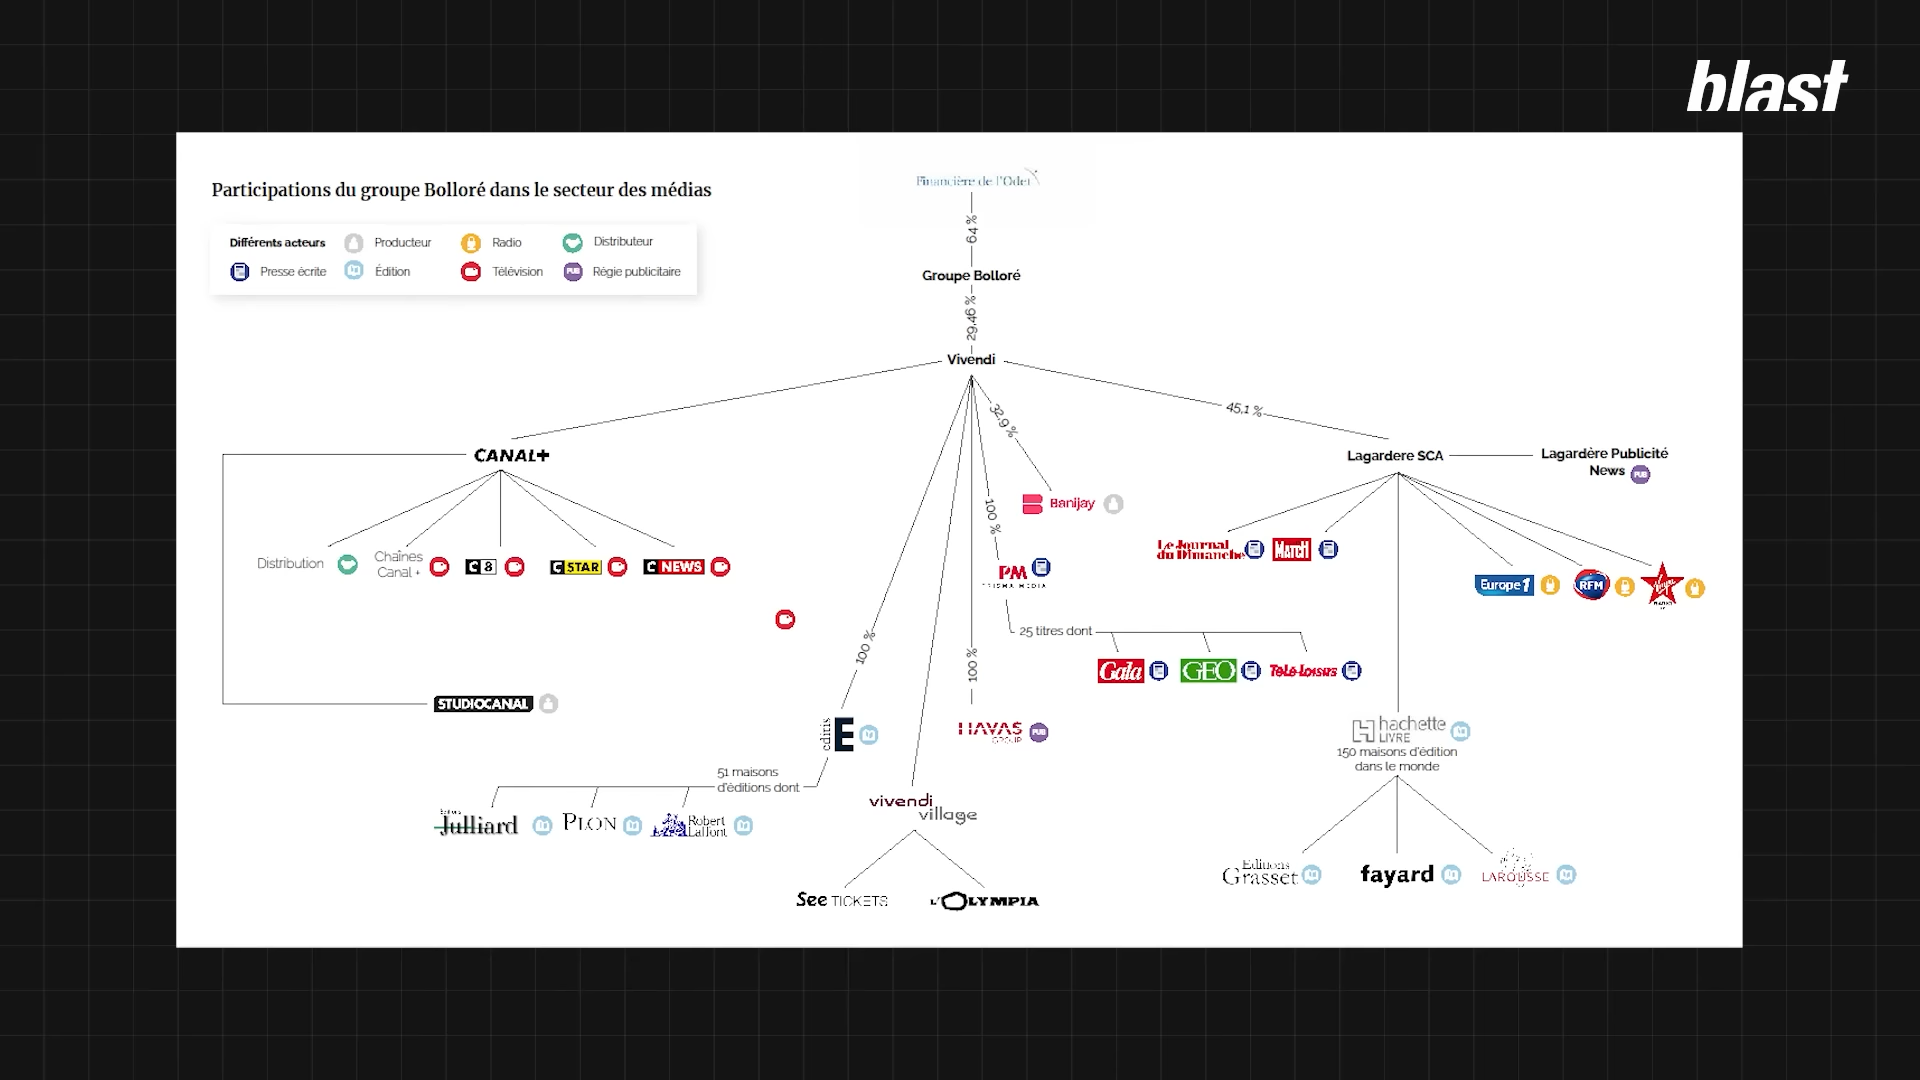 blast
Participations du groupe Bolloré dans le secteur des médias
Différents acteurs
Producteur
Radio
Distributeur
Presse écrite
Édition
Télévision
PUB
Régie publicitaire
Financière de l'Odet
64 %
Groupe Bolloré
29,46 %
Vivendi
45,1 %
32,9 %
CANAL+
Lagardere SCA
Lagardère Publicité
News
PUB
100 %
Banijay
Distribution
Chaînes
Canal +
C8
CSTAR
CNEWS
PM
PRISMA MEDIA
Le Journal
du Dimanche
MATCH
Europe 1
RFM
Virgin
25 titres dont
Gala
GEO
Télé-Loisirs
100 %
100 %
STUDIOCANAL
editis
E
HAVAS
GROUP
PUB
hachette
LIVRE
150 maisons d'édition
dans le monde
51 maisons
d'éditions dont
Julliard
PLON
Robert
Laffont
vivendi
village
See TICKETS
L'OLYMPIA
Editions
Grasset
fayard
LAROUSSE